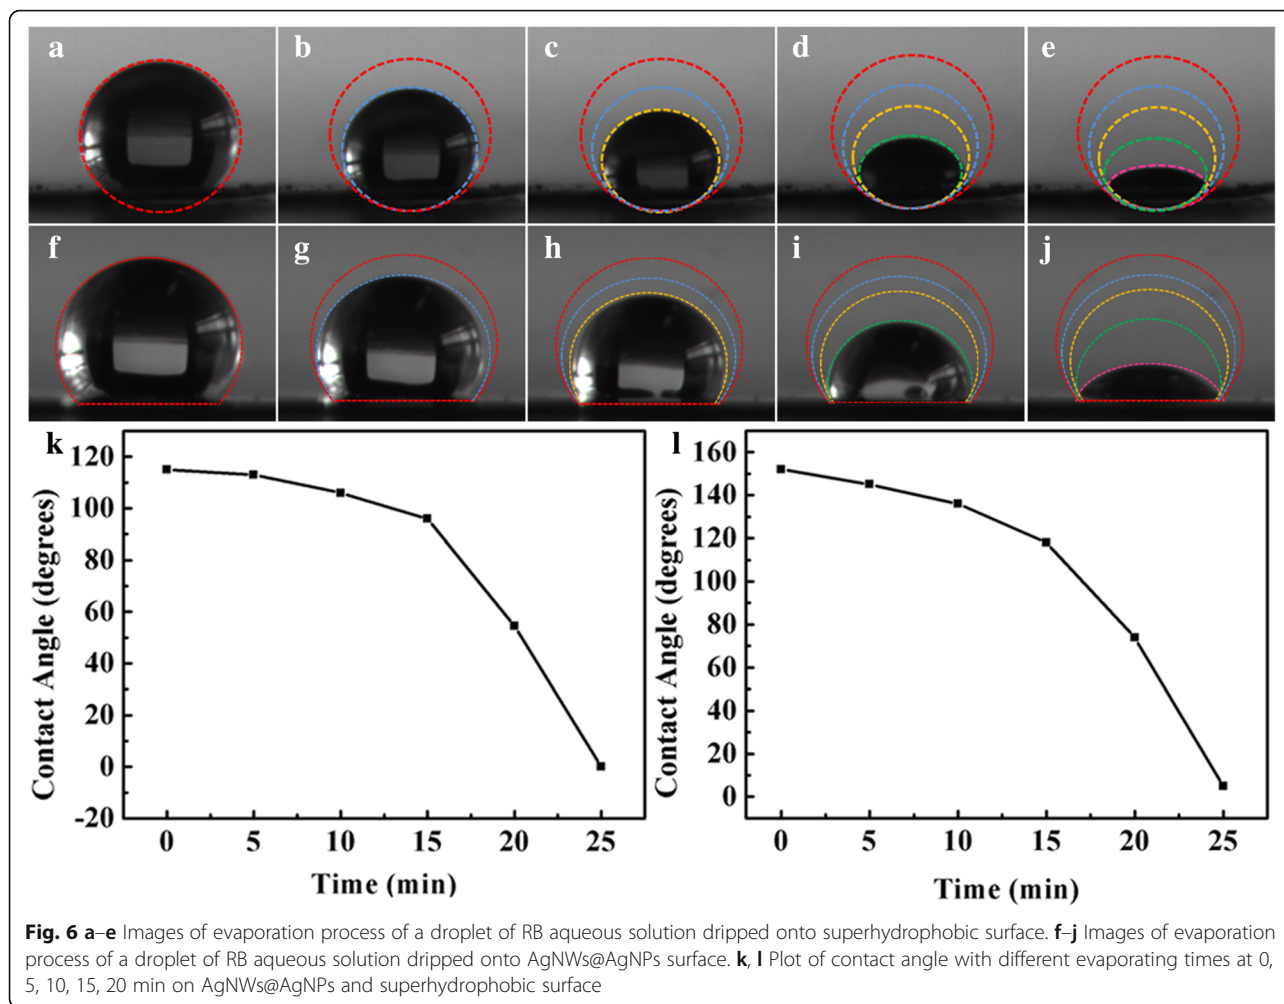 a b c d e
f g h i j
k
120
100
80
60
40
20
0
-20
Contact Angle (degrees)
0 5 10 15 20 25
Time (min)
l
160
140
120
100
80
60
40
20
0
Contact Angle (degrees)
0 5 10 15 20 25
Time (min)
Fig. 6 a–e Images of evaporation process of a droplet of RB aqueous solution dripped onto superhydrophobic surface. f–j Images of evaporation
process of a droplet of RB aqueous solution dripped onto AgNWs@AgNPs surface. k, l Plot of contact angle with different evaporating times at 0,
5, 10, 15, 20 min on AgNWs@AgNPs and superhydrophobic surface